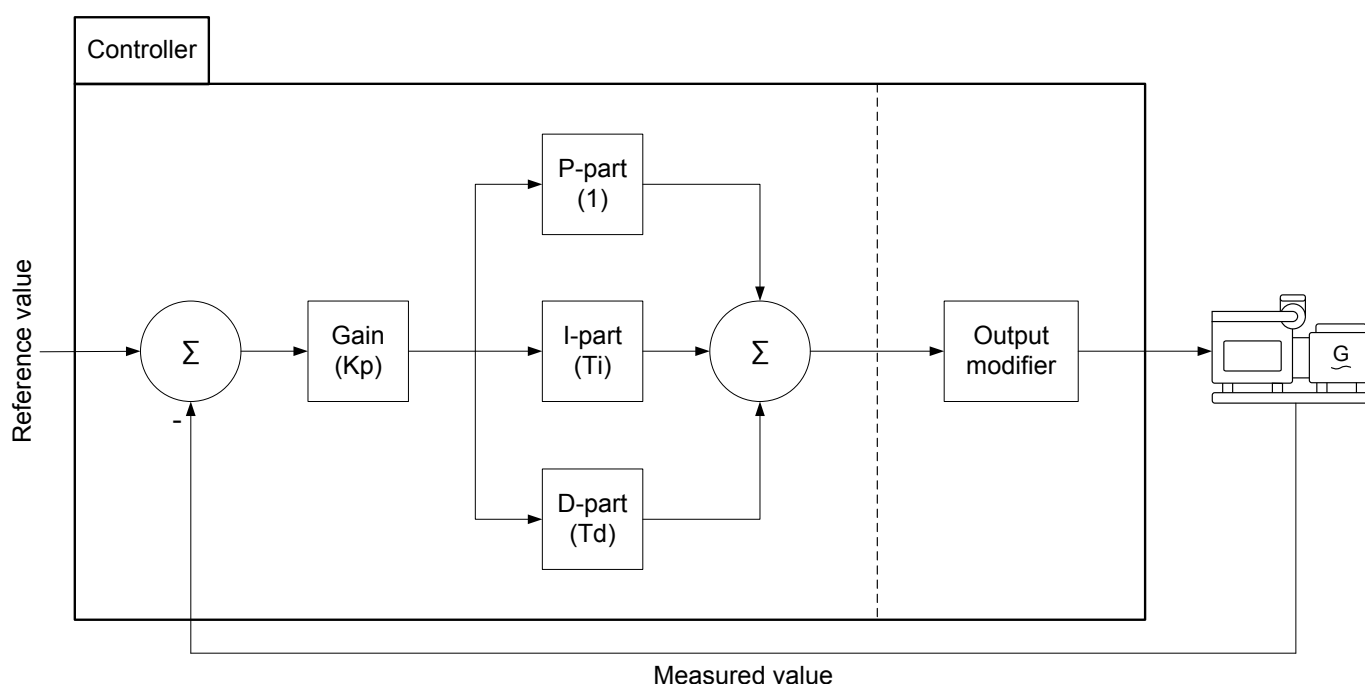 Controller
P-part
(1)
Reference value
Σ
Gain
(Kp)
I-part
(Ti)
Σ
Output
modifier
G
-
D-part
(Td)
Measured value